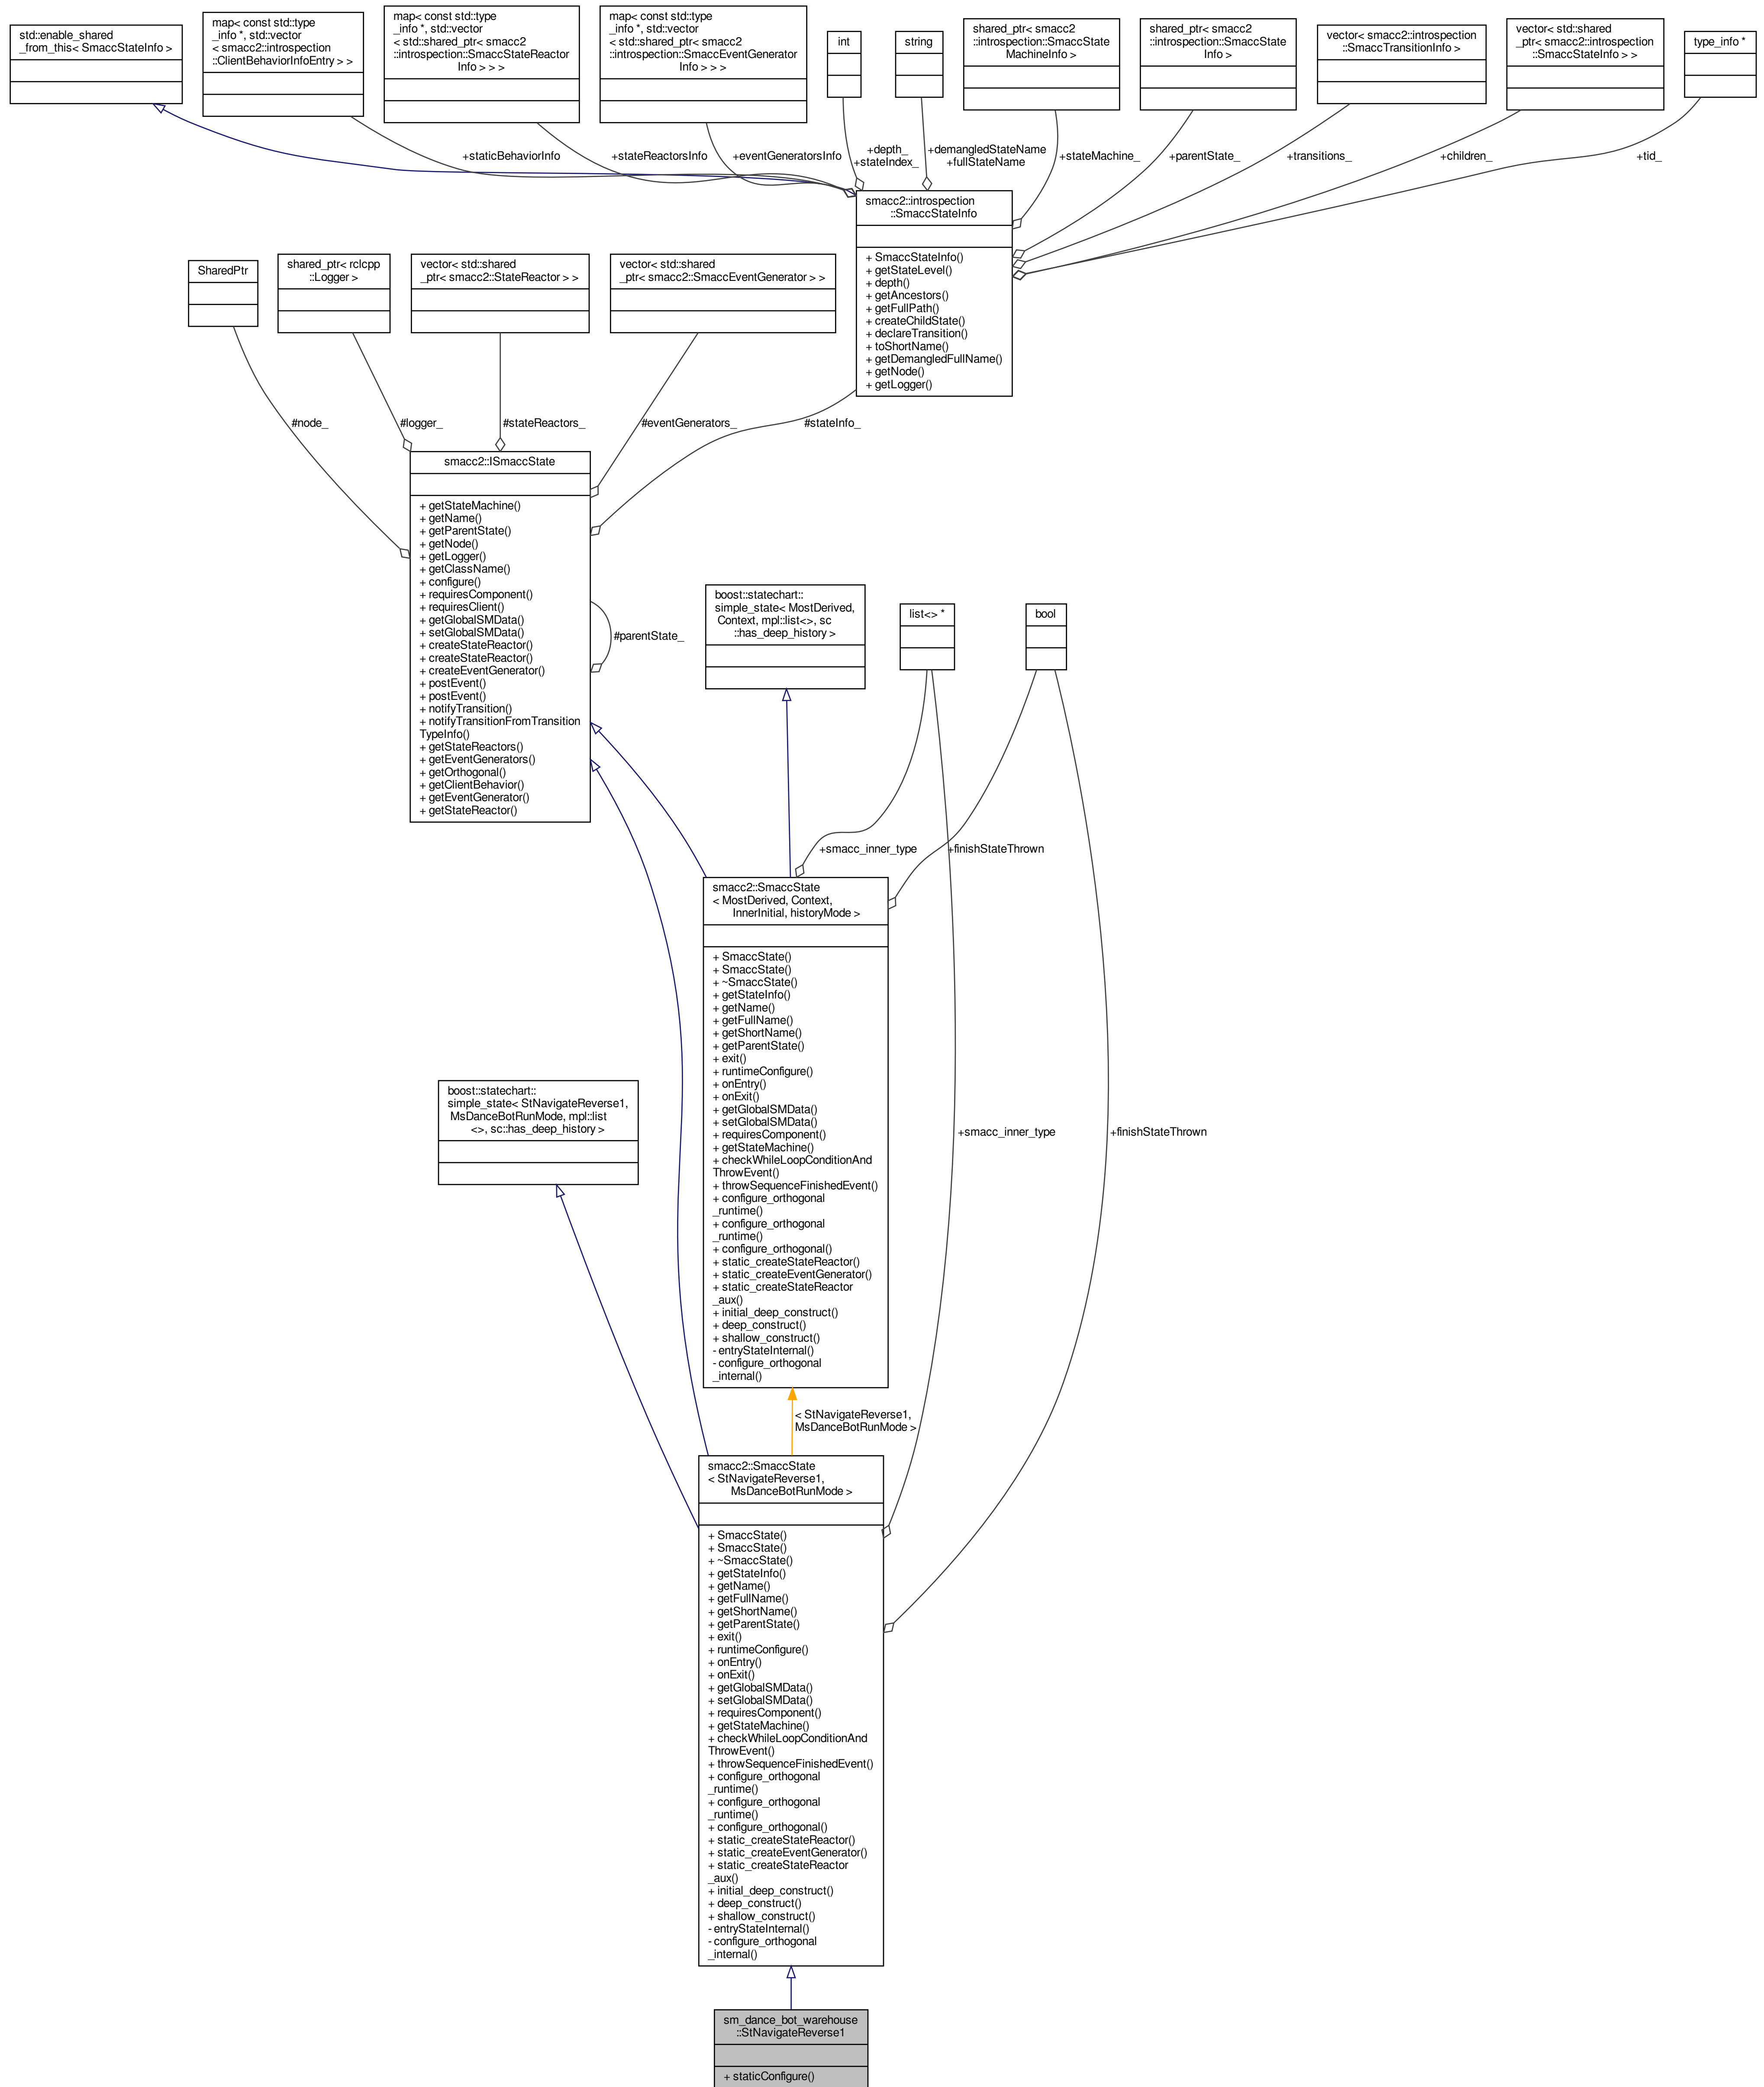 std::enable_shared
_from_this< SmaccStateInfo >
map< const std::type
_info *, std::vector
< smacc2::introspection
::ClientBehaviorInfoEntry > >
map< const std::type
_info *, std::vector
< std::shared_ptr< smacc2
::introspection::SmaccStateReactor
Info > > >
map< const std::type
_info *, std::vector
< std::shared_ptr< smacc2
::introspection::SmaccEventGenerator
Info > > >
int
string
shared_ptr< smacc2
::introspection::SmaccState
MachineInfo >
shared_ptr< smacc2
::introspection::SmaccState
Info >
vector< smacc2::introspection
::SmaccTransitionInfo >
vector< std::shared
_ptr< smacc2::introspection
::SmaccStateInfo > >
type_info *
+staticBehaviorInfo
+stateReactorsInfo
+eventGeneratorsInfo
+depth_
+stateIndex_
+demangledStateName
+fullStateName
+stateMachine_
+parentState_
+transitions_
+children_
+tid_
smacc2::introspection
::SmaccStateInfo
+ SmaccStateInfo()
+ getStateLevel()
+ depth()
+ getAncestors()
+ getFullPath()
+ createChildState()
+ declareTransition()
+ toShortName()
+ getDemangledFullName()
+ getNode()
+ getLogger()
SharedPtr
shared_ptr< rclcpp
::Logger >
vector< std::shared
_ptr< smacc2::StateReactor > >
vector< std::shared
_ptr< smacc2::SmaccEventGenerator > >
#node_
#logger_
#stateReactors_
#eventGenerators_
#stateInfo_
smacc2::ISmaccState
+ getStateMachine()
+ getName()
+ getParentState()
+ getNode()
+ getLogger()
+ getClassName()
+ configure()
+ requiresComponent()
+ requiresClient()
+ getGlobalSMData()
+ setGlobalSMData()
+ createStateReactor()
+ createStateReactor()
+ createEventGenerator()
+ postEvent()
+ postEvent()
+ notifyTransition()
+ notifyTransitionFromTransition
TypeInfo()
+ getStateReactors()
+ getEventGenerators()
+ getOrthogonal()
+ getClientBehavior()
+ getEventGenerator()
+ getStateReactor()
#parentState_
boost::statechart::
simple_state< MostDerived,
Context, mpl::list<>, sc
::has_deep_history >
list<> *
bool
+smacc_inner_type
+finishStateThrown
smacc2::SmaccState
< MostDerived, Context,
InnerInitial, historyMode >
+ SmaccState()
+ SmaccState()
+ ~SmaccState()
+ getStateInfo()
+ getName()
+ getFullName()
+ getShortName()
+ getParentState()
+ exit()
+ runtimeConfigure()
+ onEntry()
+ onExit()
+ getGlobalSMData()
+ setGlobalSMData()
+ requiresComponent()
+ getStateMachine()
+ checkWhileLoopConditionAnd
ThrowEvent()
+ throwSequenceFinishedEvent()
+ configure_orthogonal
_runtime()
+ configure_orthogonal
_runtime()
+ configure_orthogonal()
+ static_createStateReactor()
+ static_createEventGenerator()
+ static_createStateReactor
_aux()
+ initial_deep_construct()
+ deep_construct()
+ shallow_construct()
- entryStateInternal()
- configure_orthogonal
_internal()
boost::statechart::
simple_state< StNavigateReverse1,
MsDanceBotRunMode, mpl::list
<>, sc::has_deep_history >
+smacc_inner_type
+finishStateThrown
< StNavigateReverse1,
MsDanceBotRunMode >
smacc2::SmaccState
< StNavigateReverse1,
MsDanceBotRunMode >
+ SmaccState()
+ SmaccState()
+ ~SmaccState()
+ getStateInfo()
+ getName()
+ getFullName()
+ getShortName()
+ getParentState()
+ exit()
+ runtimeConfigure()
+ onEntry()
+ onExit()
+ getGlobalSMData()
+ setGlobalSMData()
+ requiresComponent()
+ getStateMachine()
+ checkWhileLoopConditionAnd
ThrowEvent()
+ throwSequenceFinishedEvent()
+ configure_orthogonal
_runtime()
+ configure_orthogonal
_runtime()
+ configure_orthogonal()
+ static_createStateReactor()
+ static_createEventGenerator()
+ static_createStateReactor
_aux()
+ initial_deep_construct()
+ deep_construct()
+ shallow_construct()
- entryStateInternal()
- configure_orthogonal
_internal()
sm_dance_bot_warehouse
::StNavigateReverse1
+ staticConfigure()